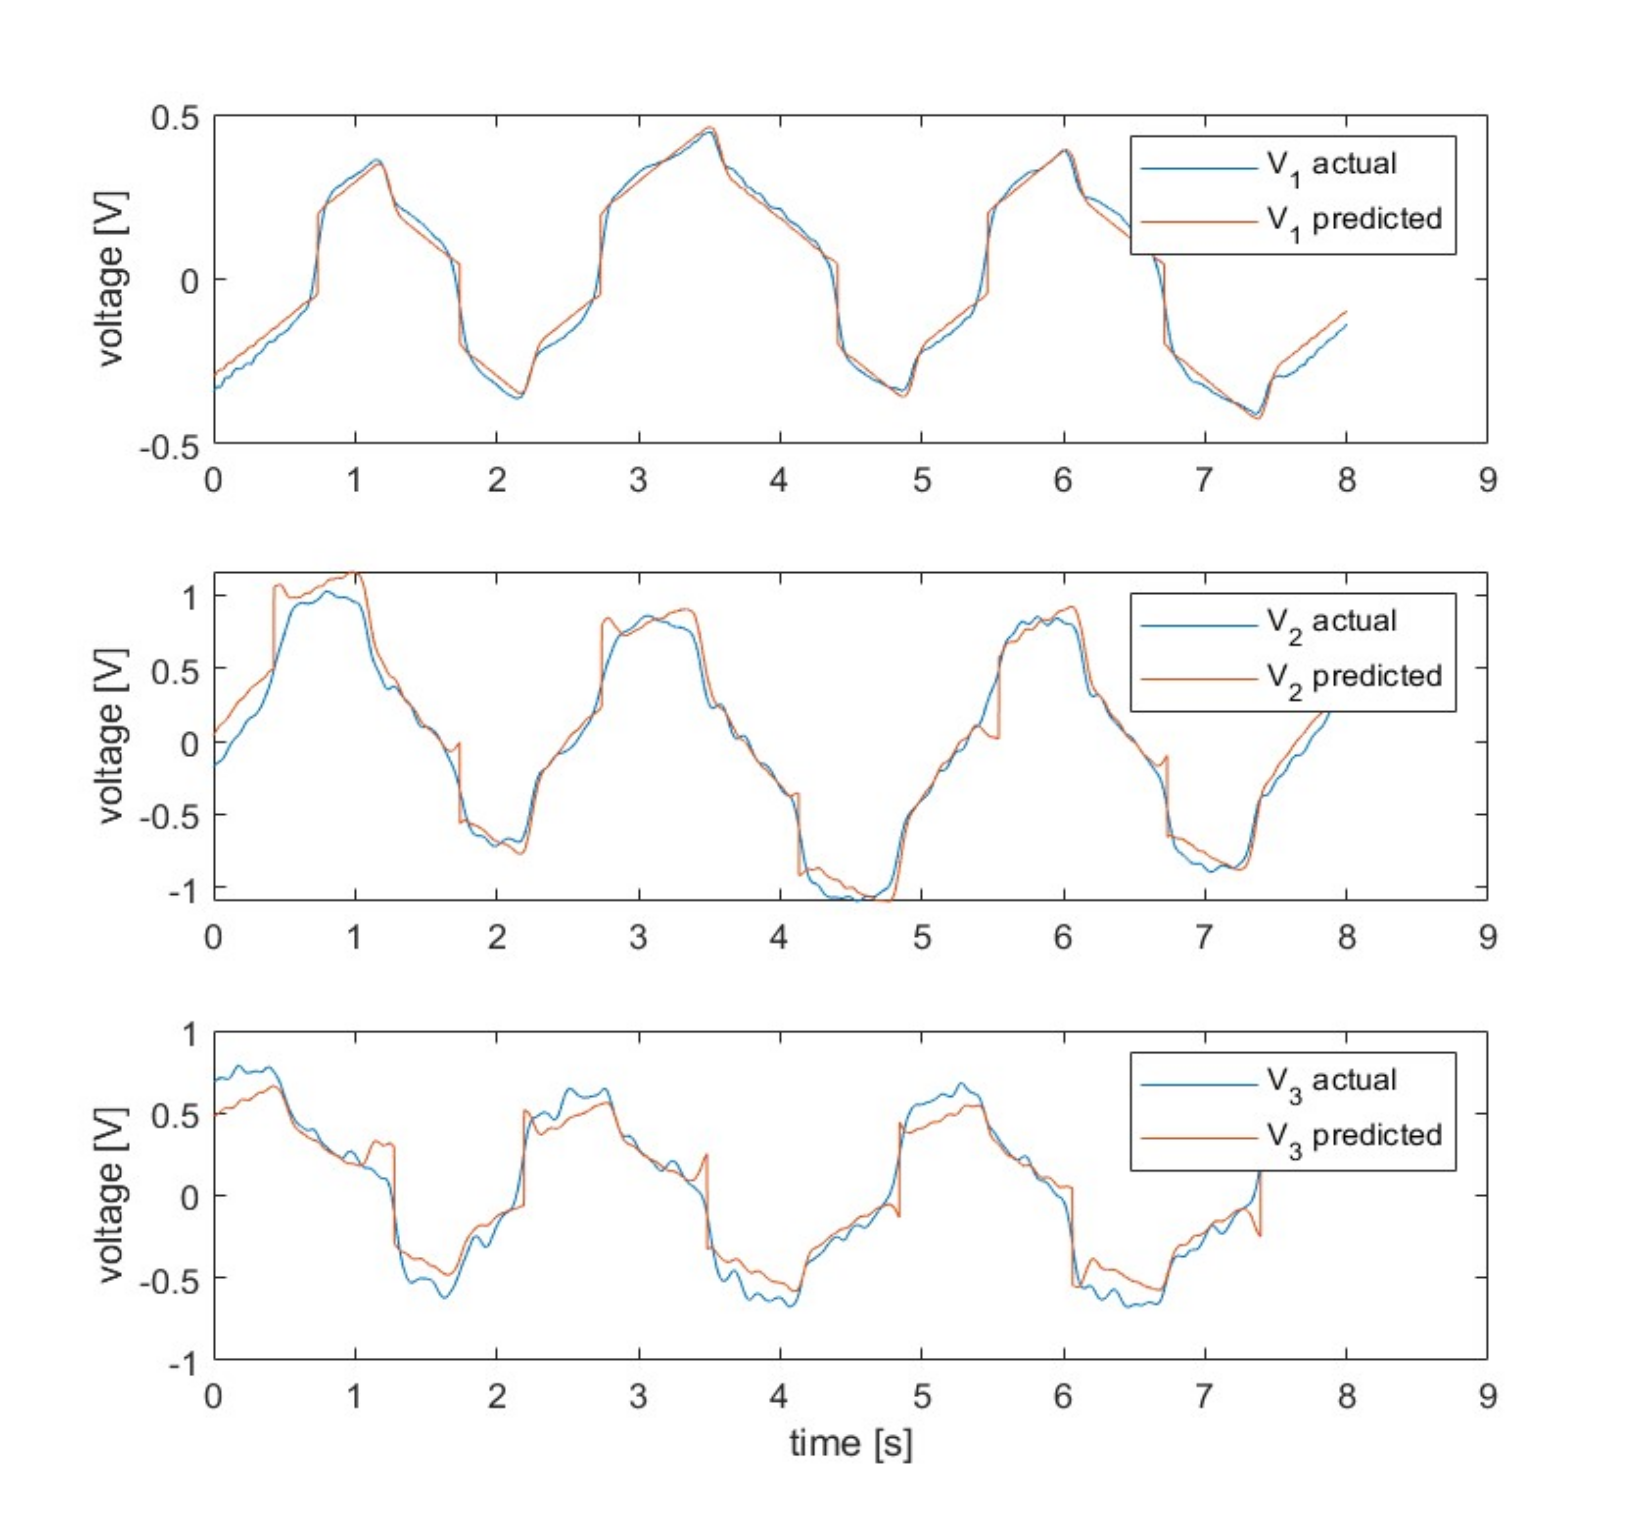 0.5
0
-0.5
voltage [V]
V1 actual
V1 predicted
0 1 2 3 4 5 6 7 8 9
1
0.5
0
-0.5
-1
voltage [V]
V2 actual
V2 predicted
0 1 2 3 4 5 6 7 8 9
1
0.5
0
-0.5
-1
voltage [V]
V3 actual
V3 predicted
0 1 2 3 4 5 6 7 8 9
time [s]